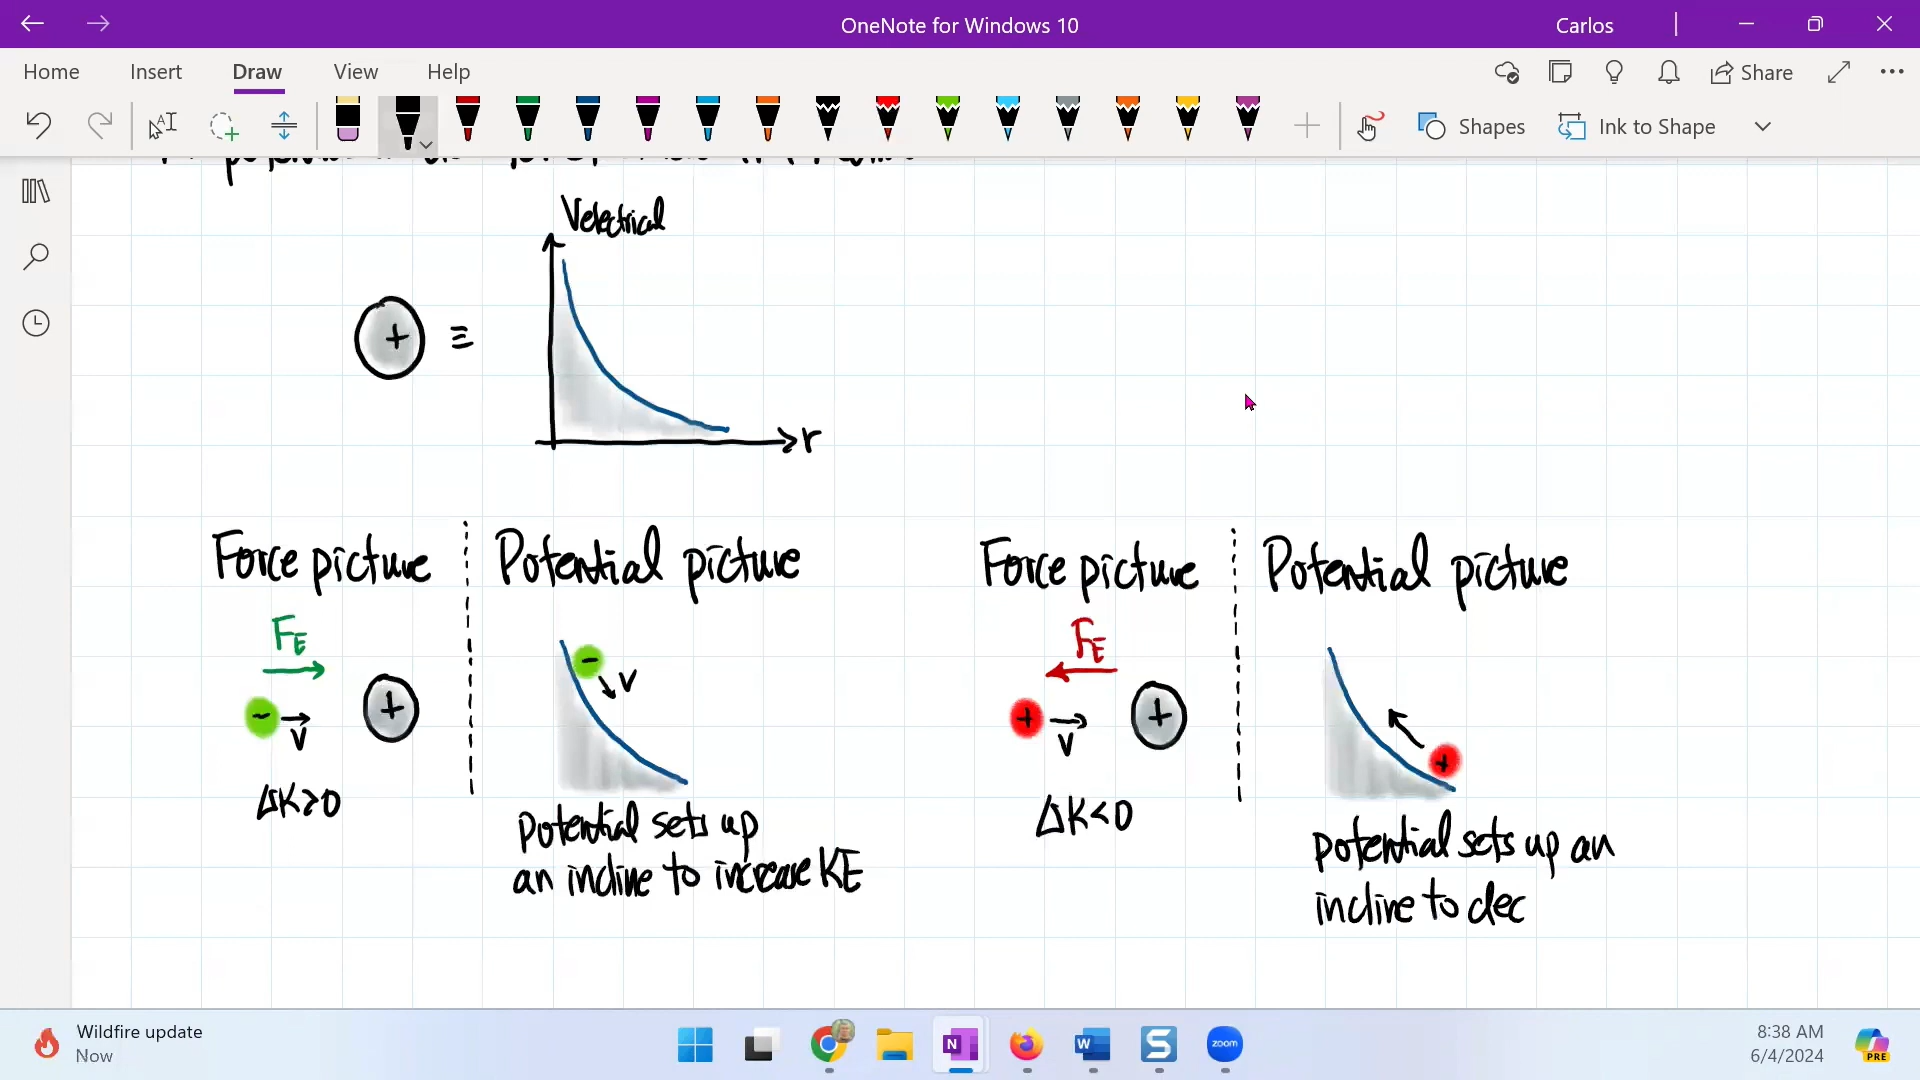 OneNote for Windows 10
Carlos
Home Insert Draw View Help
Share
Shapes
Ink to Shape
Velectrical
+ ≡
r
Force picture
Potential picture
Force picture
Potential picture
FE
FE
-
V
+
-
V
+
V
+
+
ΔK>0
ΔK<0
potential sets up
an incline to increase KE
potential sets up an
incline to dec
Wildfire update
Now
N
W
S
zoom
8:38 AM
6/4/2024
PRE